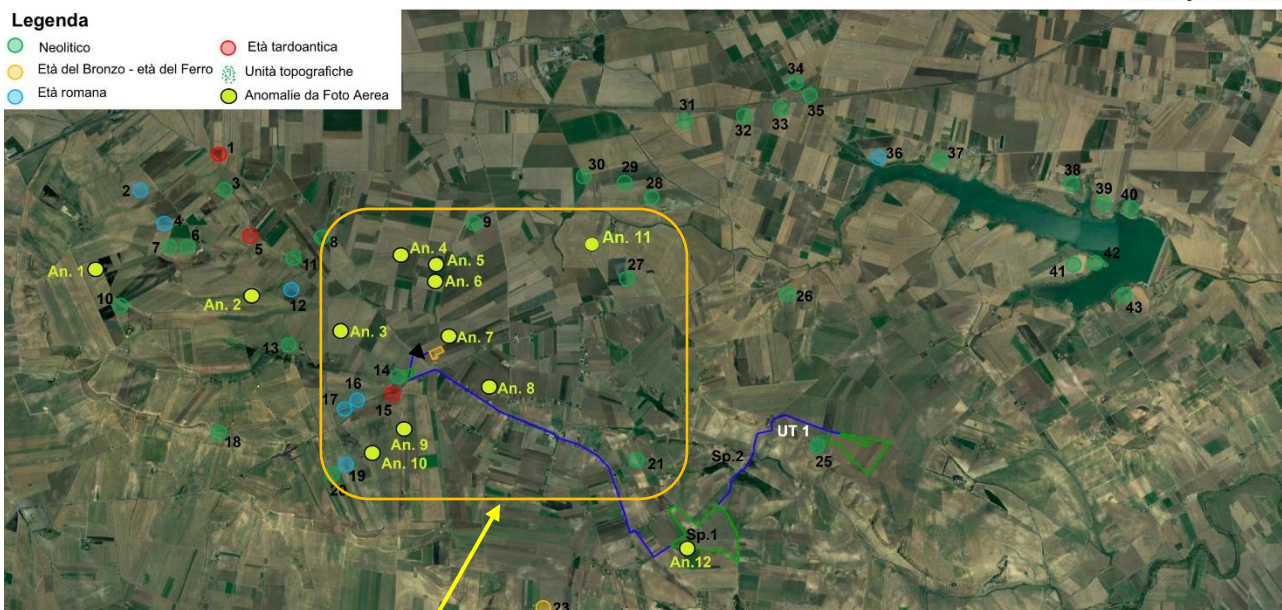 Legenda
Neolitico
Età del Bronzo - età del Ferro
Età romana
Età tardoantica
Unità topografiche
Anomalie da Foto Aerea
34
35
31
32
33
1
36
37
30
29
2
3
28
38
39
40
4
9
7
6
5
8
An. 11
An. 4
11
An. 5
42
An. 1
27
41
An. 6
12
26
43
10
An. 2
An. 3
An. 7
13
14
An. 8
16
15
17
UT 1
18
An. 9
25
An. 10
21
Sp.2
19
20
Sp.1
An.12
23